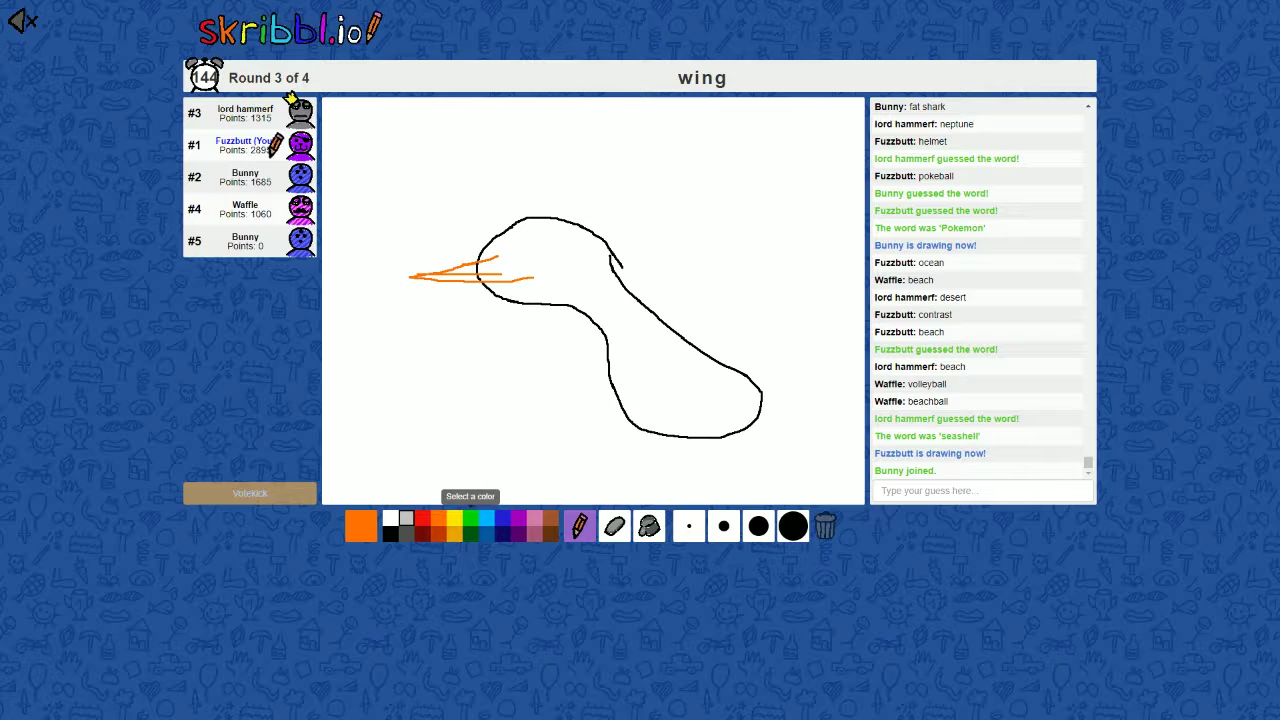 skribbl.io
144 Round 3 of 4
wing
#3 lord hammerf
Points: 1315
#1 Fuzzbutt (You
Points: 289
#2 Bunny
Points: 1685
#4 Waffle
Points: 1060
#5 Bunny
Points: 0
Votekick
Bunny: fat shark
lord hammerf: neptune
Fuzzbutt: helmet
lord hammerf guessed the word!
Fuzzbutt: pokeball
Bunny guessed the word!
Fuzzbutt guessed the word!
The word was 'Pokemon'
Bunny is drawing now!
Fuzzbutt: ocean
Waffle: beach
lord hammerf: desert
Fuzzbutt: contrast
Fuzzbutt: beach
Fuzzbutt guessed the word!
lord hammerf: beach
Waffle: volleyball
Waffle: beachball
lord hammerf guessed the word!
The word was 'seashell'
Fuzzbutt is drawing now!
Bunny joined.
Type your guess here...
Select a color